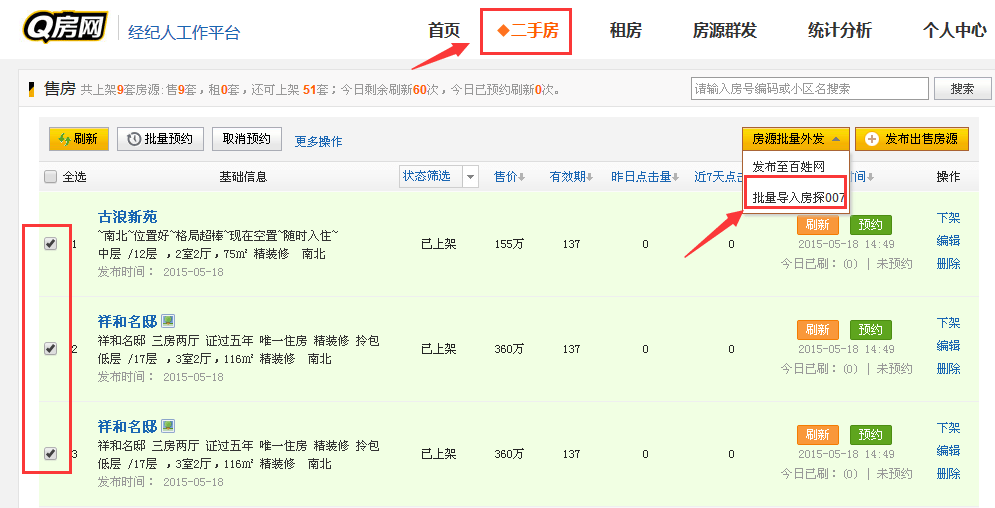 Q房网 经纪人工作平台 首页 ◆二手房 租房 房源群发 统计分析 个人中心
售房 共上架9套房源:售9套，租0套，还可上架 51套；今日剩余刷新60次，今日已预约刷新0次。 请输入房号编码或小区名搜索 搜索
刷新 批量预约 取消预约 更多操作 房源批量外发 发布出售房源
发布至百姓网
批量导入房探007
全选 基础信息 状态筛选 售价 有效期 昨日点击量 近7天点击 间 操作
1 古浪新苑
~南北~位置好~格局超棒~现在空置~随时入住~
中层 /12层 ，2室2厅，75㎡ 精装修 南北
发布时间： 2015-05-18
已上架 155万 137 0 0
刷新 预约
2015-05-18 14:49
今日已刷：(0) | 未预约
下架
编辑
删除
2 祥和名邸
祥和名邸 三房两厅 证过五年 唯一住房 精装修 拎包
低层 /17层 ，3室2厅，116㎡ 精装修 南北
发布时间： 2015-05-18
已上架 360万 137 0 0
刷新 预约
2015-05-18 14:49
今日已刷：(0) | 未预约
下架
编辑
删除
3 祥和名邸
祥和名邸 三房两厅 证过五年 唯一住房 精装修 拎包
低层 /17层 ，3室2厅，116㎡ 精装修 南北
发布时间： 2015-05-18
已上架 360万 137 0 0
刷新 预约
2015-05-18 14:49
今日已刷：(0) | 未预约
下架
编辑
删除